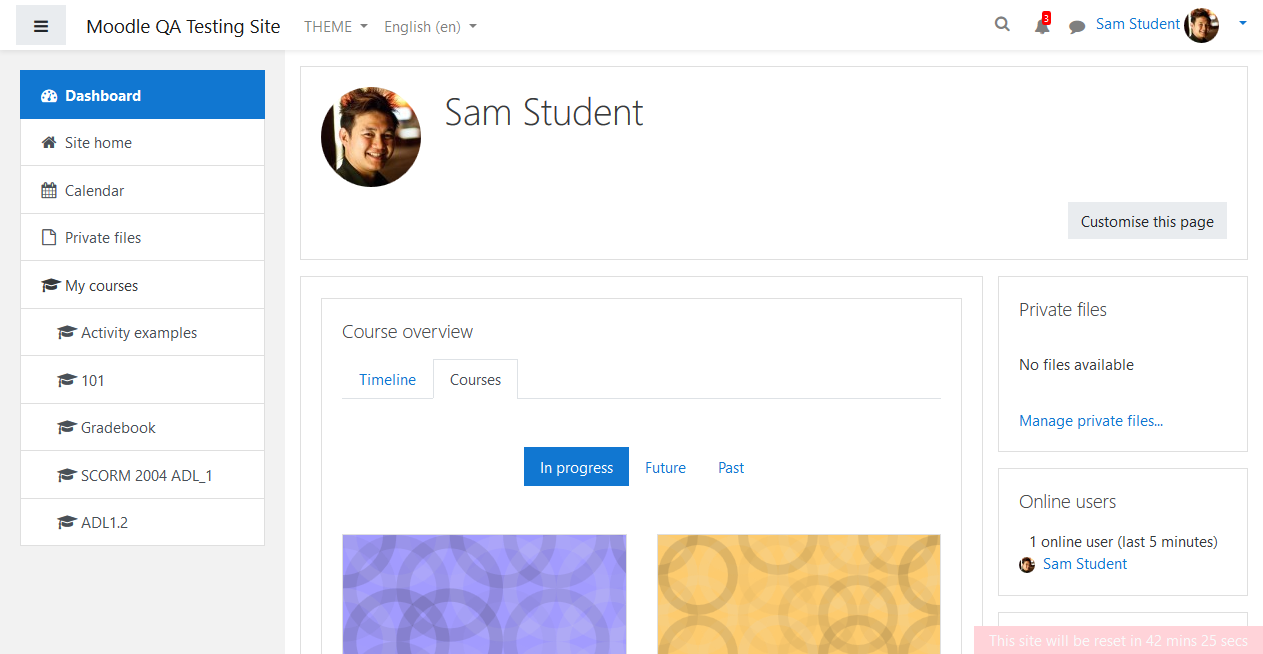 Moodle QA Testing Site THEME English (en) 3 Sam Student
Dashboard
Site home
Calendar
Private files
My courses
Activity examples
101
Gradebook
SCORM 2004 ADL_1
ADL1.2
Sam Student
Customise this page
Course overview
Timeline Courses
In progress Future Past
Private files
No files available
Manage private files...
Online users
1 online user (last 5 minutes)
Sam Student
This site will be reset in 42 mins 25 secs